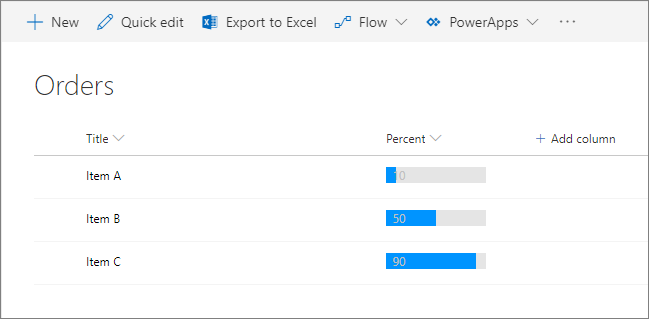 New Quick edit Export to Excel Flow PowerApps ...
Orders
Title Percent + Add column
Item A 10
Item B 50
Item C 90